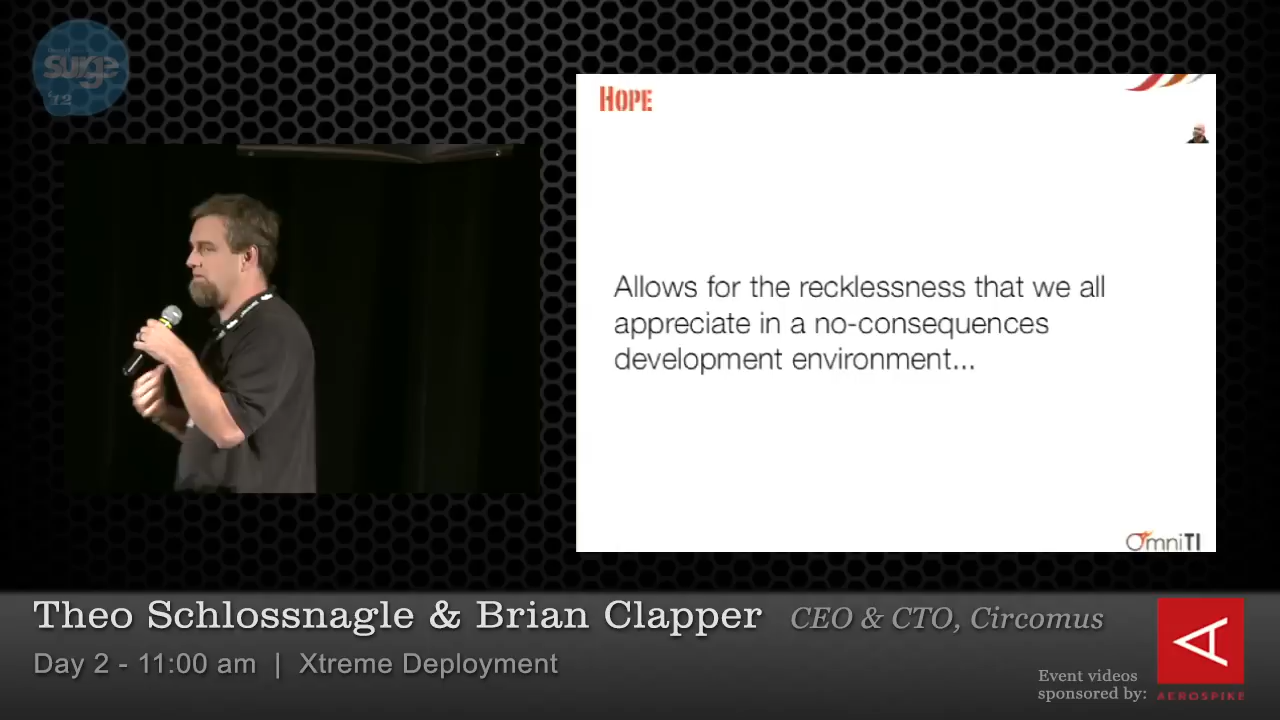 surge
'12
HOPE
Allows for the recklessness that we all
appreciate in a no-consequences
development environment...
OmniTI
Theo Schlossnagle & Brian Clapper CEO & CTO, Circomus
Day 2 - 11:00 am | Xtreme Deployment
Event videos
sponsored by:
AEROSPIKE